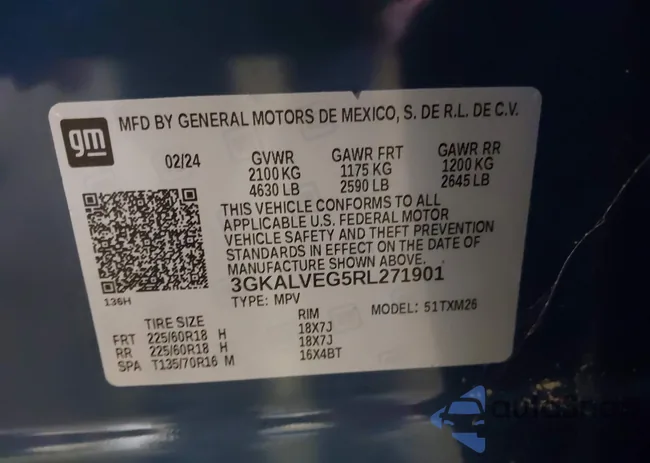 gm
MFD BY GENERAL MOTORS DE MEXICO, S. DE R.L. DE C.V.
02/24 GVWR GAWR FRT GAWR RR
2100 KG 1175 KG 1200 KG
4630 LB 2590 LB 2645 LB
THIS VEHICLE CONFORMS TO ALL
APPLICABLE U.S. FEDERAL MOTOR
VEHICLE SAFETY AND THEFT PREVENTION
STANDARDS IN EFFECT ON THE DATE OF
MANUFACTURE SHOWN ABOVE.
3GKALVEG5RL271901
136H
TYPE: MPV MODEL: 51TXM26
TIRE SIZE RIM
FRT 225/60R18 H 18X7J
RR 225/60R18 H 18X7J
SPA T135/70R16 M 16X4BT